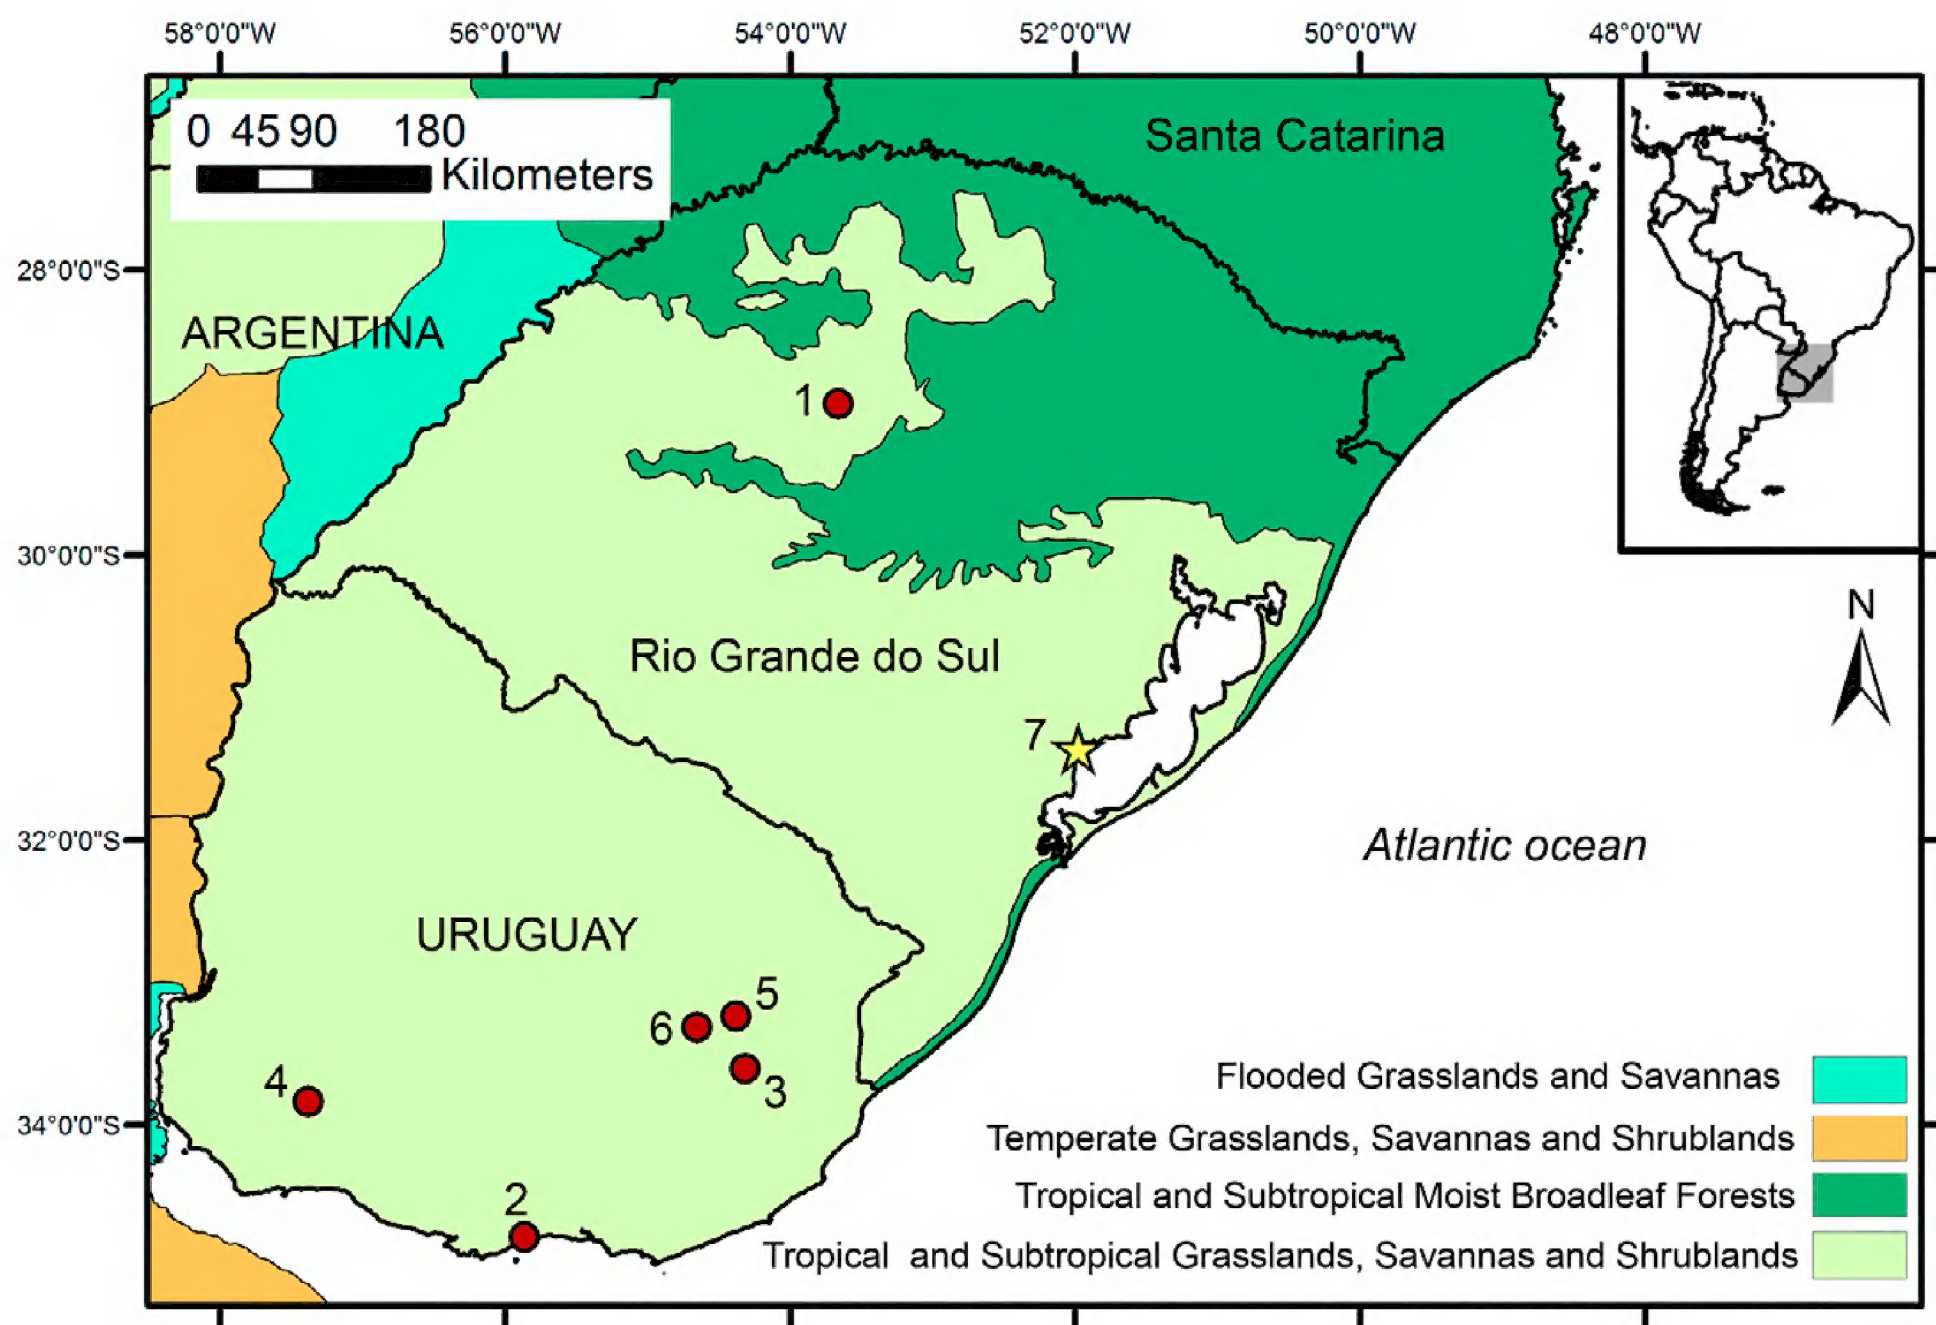 58°0'0"W 56°0'0"W 54°0'0"W 52°0'0"W 50°0'0"W 48°0'0"W
0 45 90 180
Kilometers
Santa Catarina
28°0'0"S
ARGENTINA
1
30°0'0"S
N
Rio Grande do Sul
7
32°0'0"S
Atlantic ocean
URUGUAY
5
6
3
4
34°0'0"S
2
Flooded Grasslands and Savannas
Temperate Grasslands, Savannas and Shrublands
Tropical and Subtropical Moist Broadleaf Forests
Tropical and Subtropical Grasslands, Savannas and Shrublands